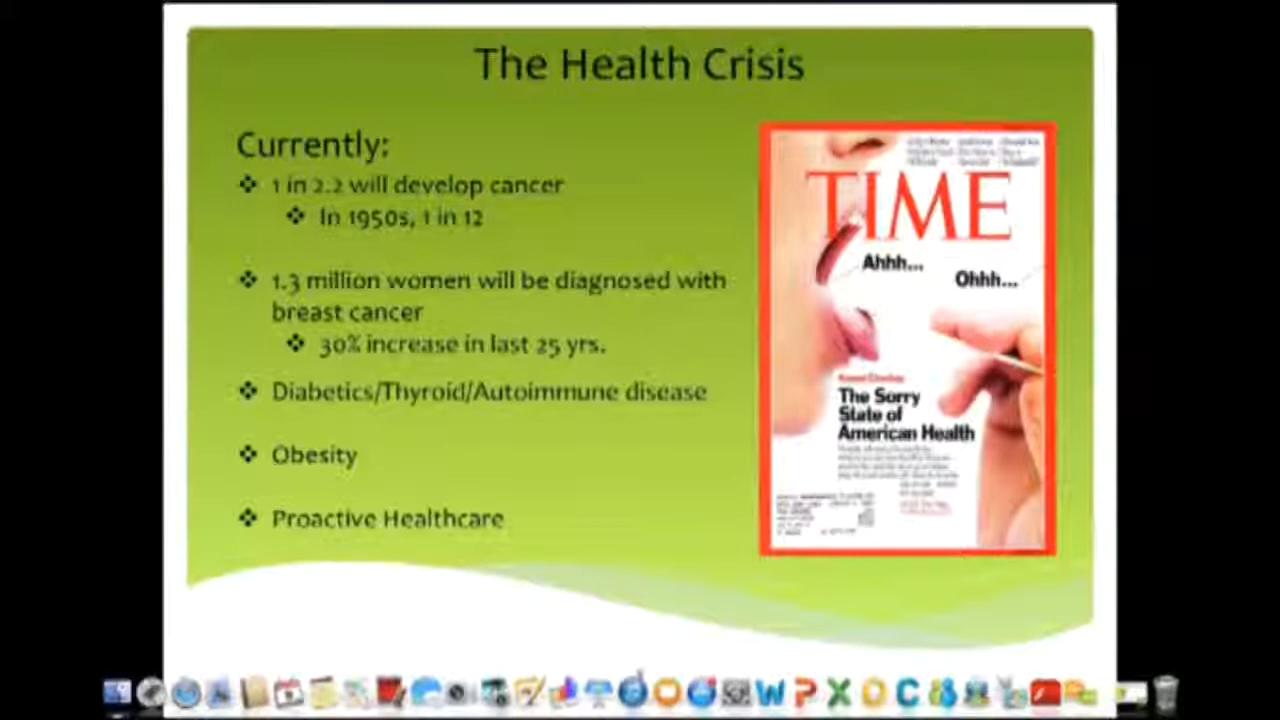 The Health Crisis
Currently:
❖ 1 in 2.2 will develop cancer
❖ In 1950s, 1 in 12
❖ 1.3 million women will be diagnosed with
breast cancer
❖ 30% increase in last 25 yrs.
❖ Diabetics/Thyroid/Autoimmune disease
❖ Obesity
❖ Proactive Healthcare
TIME
Ahhh...
Ohhh...
The Sorry
State of
American Health
W P X O C